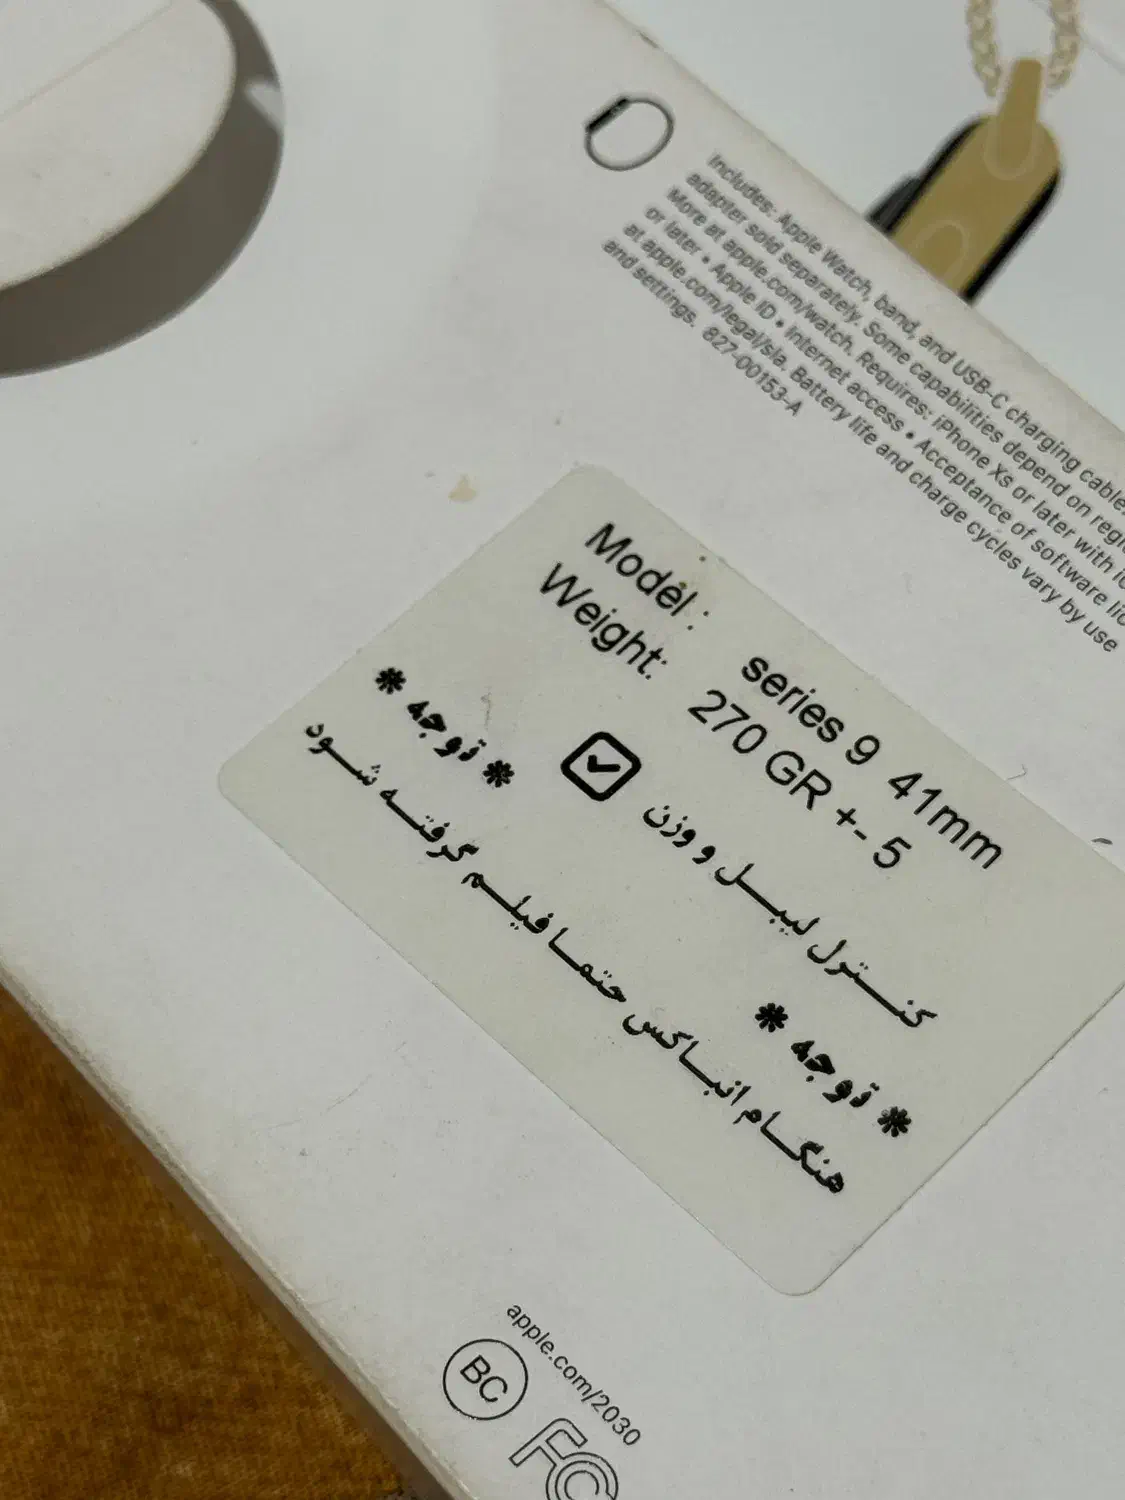 Includes: Apple Watch, band, and USB-C charging cable.
adapter sold separately. Some capabilities depend on
More at apple.com/watch. Requires: iPhone Xs or later with
or later • Apple ID • Internet access • Acceptance of software
at apple.com/legal/sla. Battery life and charge cycles vary by use
and settings. 827-00153-A
Model : series 9 41mm
Weight: 270 GR +- 5
کنترل لیبل و وزن
* توجه * * توجه *
هنگام انباکس حتما فیلم گرفته شود
apple.com/2030
BC
FC